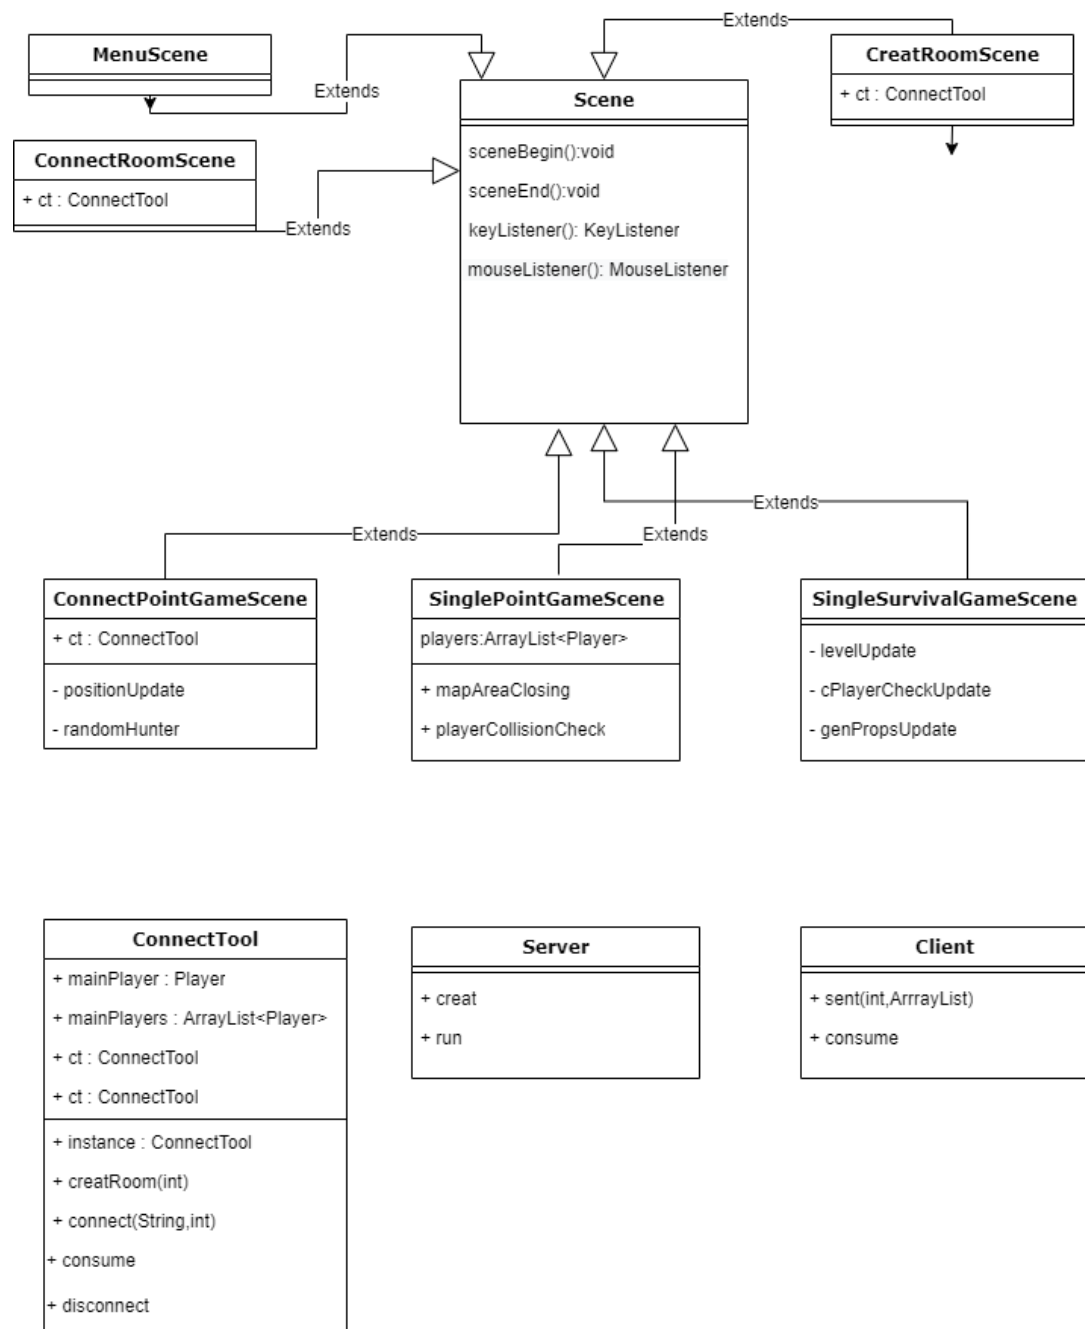 Extends
MenuScene
CreatRoomScene
Extends
Scene
+ ct : ConnectTool
ConnectRoomScene
sceneBegin():void
+ ct : ConnectTool
sceneEnd():void
Extends
keyListener(): KeyListener
mouseListener(): MouseListener
Extends
Extends
Extends
ConnectPointGameScene
+ ct : ConnectTool
- positionUpdate
- randomHunter
SinglePointGameScene
players:ArrayList<Player>
+ mapAreaClosing
+ playerCollisionCheck
SingleSurvivalGameScene
- levelUpdate
- cPlayerCheckUpdate
- genPropsUpdate
ConnectTool
+ mainPlayer : Player
+ mainPlayers : ArrayList<Player>
+ ct : ConnectTool
+ ct : ConnectTool
+ instance : ConnectTool
+ creatRoom(int)
+ connect(String,int)
+ consume
+ disconnect
Server
+ creat
+ run
Client
+ sent(int,ArrrayList)
+ consume